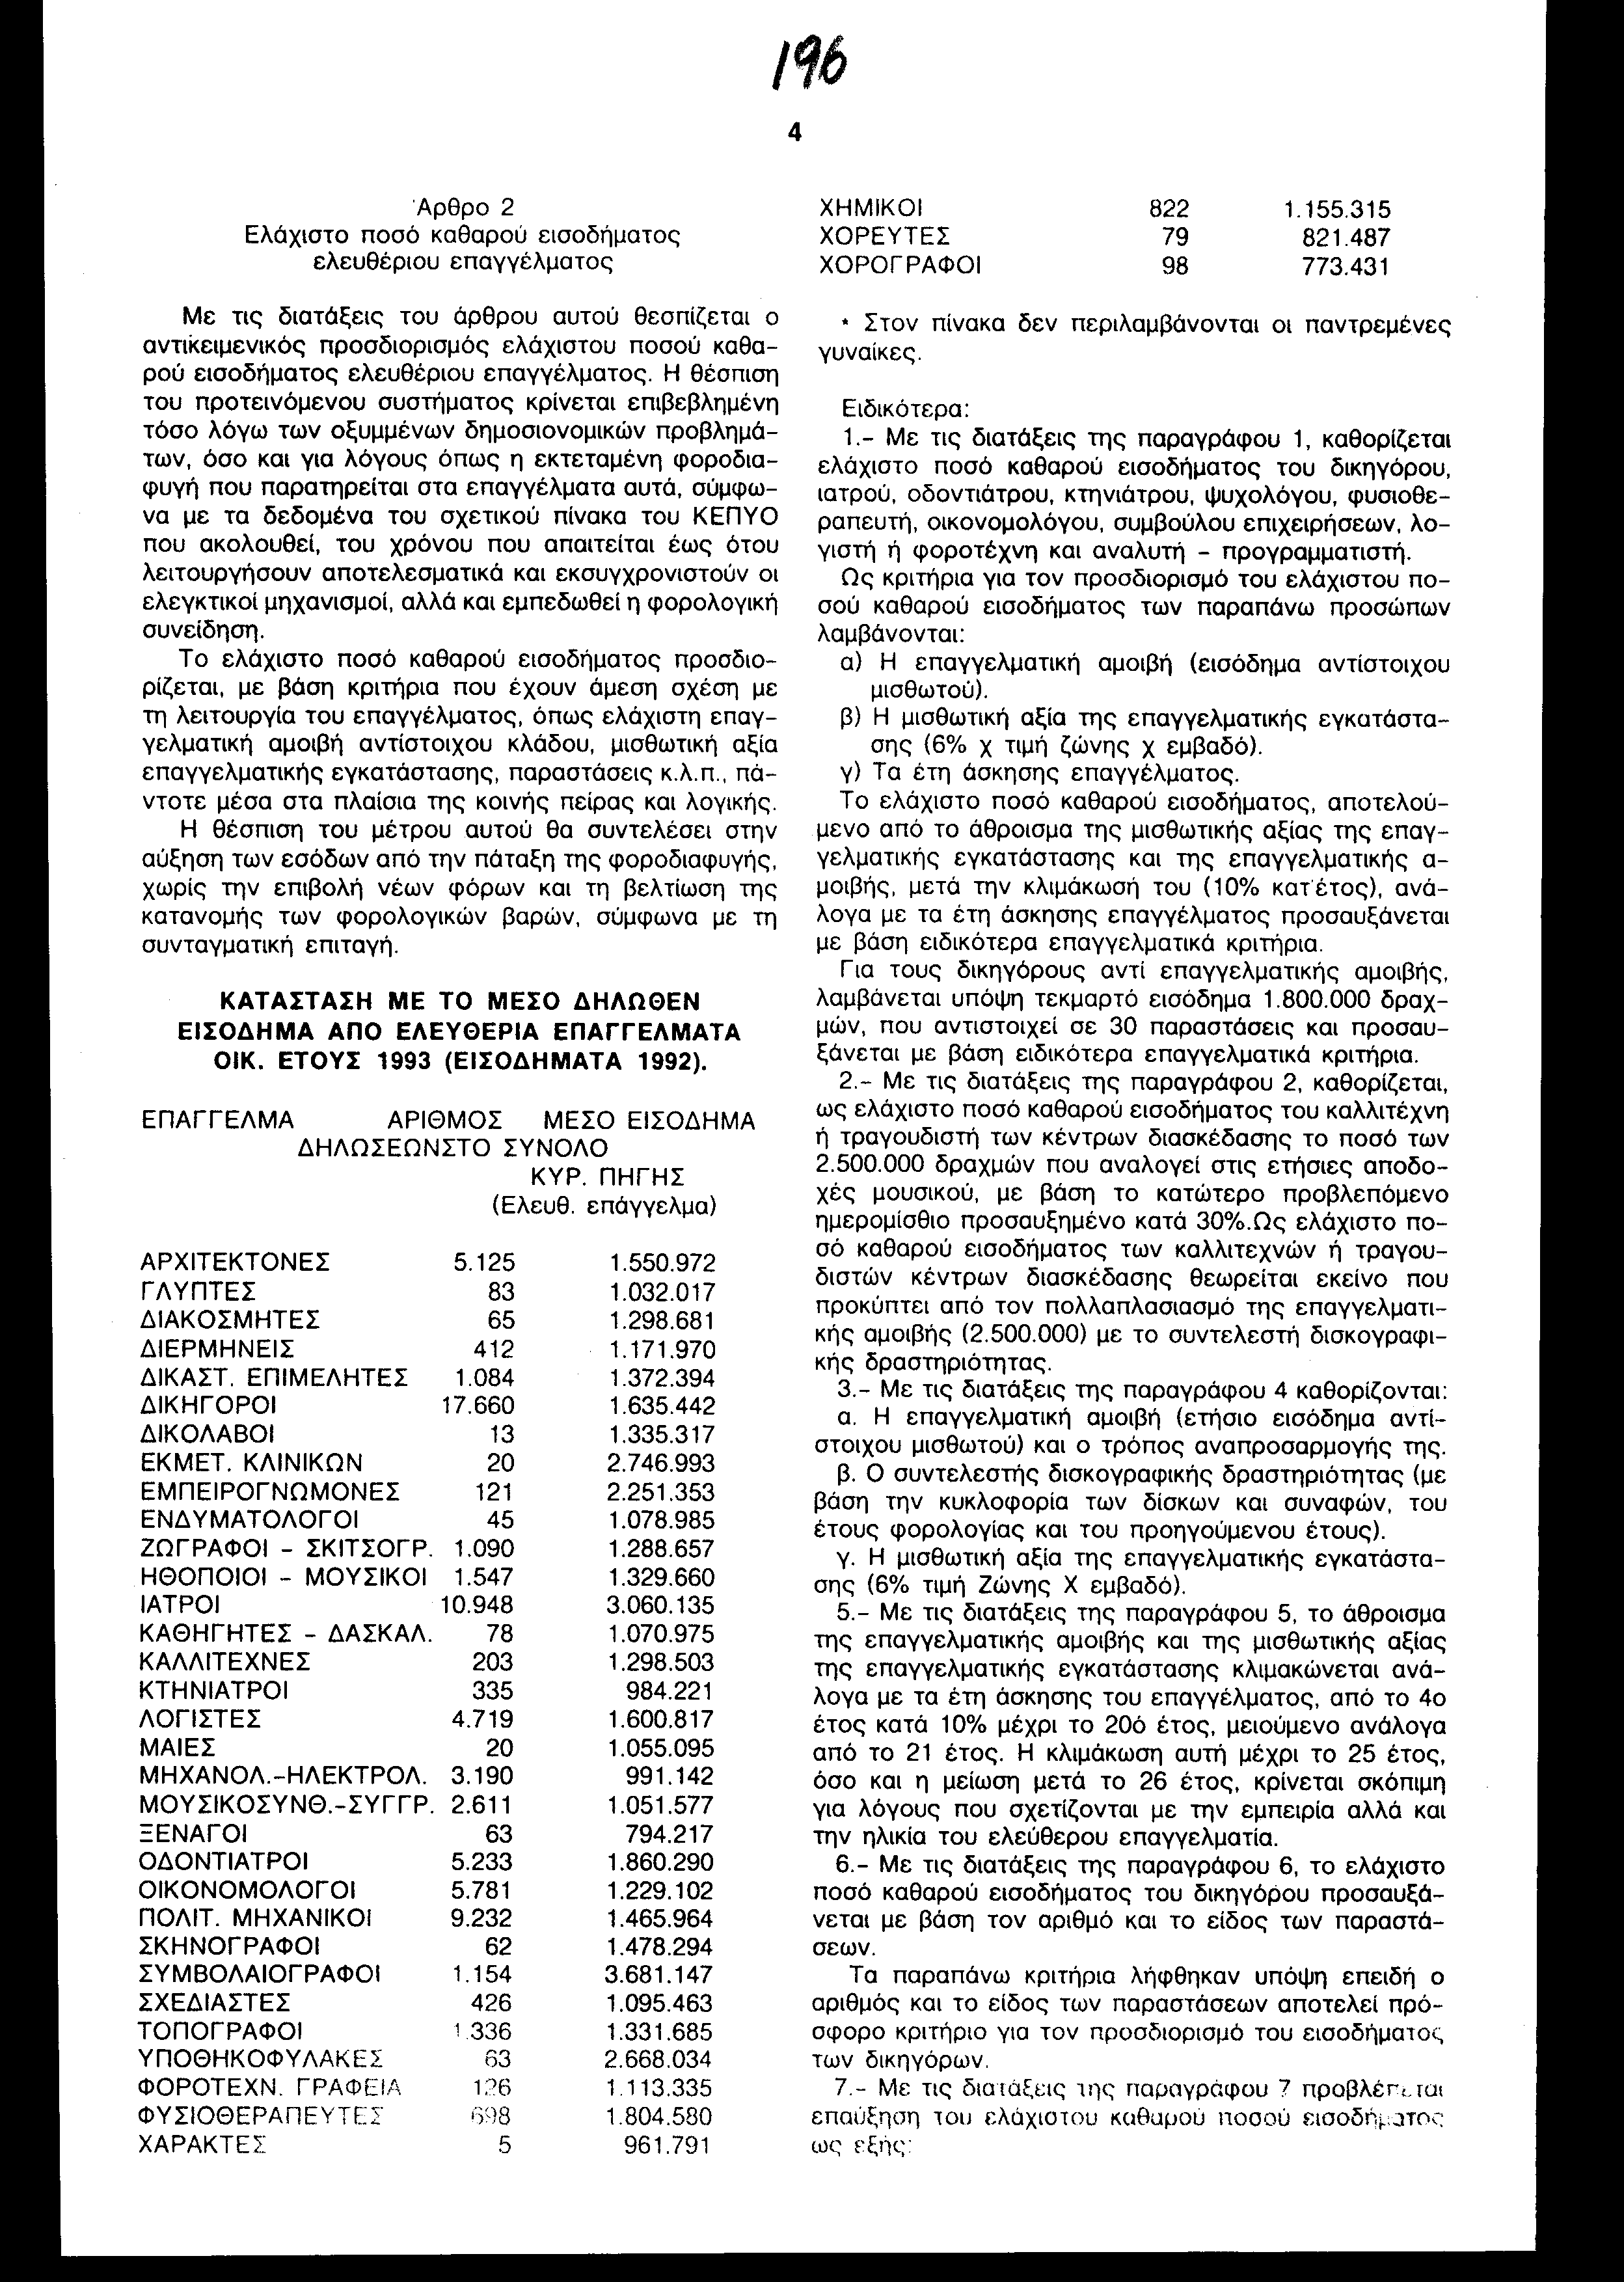 196
4
Άρθρο 2
Ελάχιστο ποσό καθαρού εισοδήματος
ελευθέριου επαγγέλματος
Με τις διατάξεις του άρθρου αυτού θεσπίζεται ο
αντικειμενικός προσδιορισμός ελάχιστου ποσού καθα-
ρού εισοδήματος ελευθέριου επαγγέλματος. Η θέσπιση
του προτεινόμενου συστήματος κρίνεται επιβεβλημένη
τόσο λόγω των οξυμμένων δημοσιονομικών προβλημά-
των, όσο και για λόγους όπως η εκτεταμένη φοροδια-
φυγή που παρατηρείται στα επαγγέλματα αυτά, σύμφω-
να με τα δεδομένα του σχετικού πίνακα του ΚΕΠΥΟ
που ακολουθεί, του χρόνου που απαιτείται έως ότου
λειτουργήσουν αποτελεσματικά και εκσυγχρονιστούν οι
ελεγκτικοί μηχανισμοί, αλλά και εμπεδωθεί η φορολογική
συνείδηση.
Το ελάχιστο ποσό καθαρού εισοδήματος προσδιο-
ρίζεται, με βάση κριτήρια που έχουν άμεση σχέση με
τη λειτουργία του επαγγέλματος, όπως ελάχιστη επαγ-
γελματική αμοιβή αντίστοιχου κλάδου, μισθωτική αξία
επαγγελματικής εγκατάστασης, παραστάσεις κ.λ.π., πά-
ντοτε μέσα στα πλαίσια της κοινής πείρας και λογικής.
Η θέσπιση του μέτρου αυτού θα συντελέσει στην
αύξηση των εσόδων από την πάταξη της φοροδιαφυγής,
χωρίς την επιβολή νέων φόρων και τη βελτίωση της
κατανομής των φορολογικών βαρών, σύμφωνα με τη
συνταγματική επιταγή.
ΚΑΤΑΣΤΑΣΗ ΜΕ ΤΟ ΜΕΣΟ ΔΗΛΩΘΕΝ
ΕΙΣΟΔΗΜΑ ΑΠΟ ΕΛΕΥΘΕΡΙΑ ΕΠΑΓΓΕΛΜΑΤΑ
ΟΙΚ. ΕΤΟΥΣ 1993 (ΕΙΣΟΔΗΜΑΤΑ 1992).
ΕΠΑΓΓΕΛΜΑ ΑΡΙΘΜΟΣ ΜΕΣΟ ΕΙΣΟΔΗΜΑ
ΔΗΛΩΣΕΩΝΣΤΟ ΣΥΝΟΛΟ
ΚΥΡ. ΠΗΓΗΣ
(Ελευθ. επάγγελμα)
ΑΡΧΙΤΕΚΤΟΝΕΣ 5.125 1.550.972
ΓΛΥΠΤΕΣ 83 1.032.017
ΔΙΑΚΟΣΜΗΤΕΣ 65 1.298.681
ΔΙΕΡΜΗΝΕΙΣ 412 1.171.970
ΔΙΚΑΣΤ. ΕΠΙΜΕΛΗΤΕΣ 1.084 1.372.394
ΔΙΚΗΓΟΡΟΙ 17.660 1.635.442
ΔΙΚΟΛΑΒΟΙ 13 1.335.317
ΕΚΜΕΤ. ΚΛΙΝΙΚΩΝ 20 2.746.993
ΕΜΠΕΙΡΟΓΝΩΜΟΝΕΣ 121 2.251.353
ΕΝΔΥΜΑΤΟΛΟΓΟΙ 45 1.078.985
ΖΩΓΡΑΦΟΙ - ΣΚΙΤΣΟΓΡ. 1.090 1.288.657
ΗΘΟΠΟΙΟΙ - ΜΟΥΣΙΚΟΙ 1.547 1.329.660
ΙΑΤΡΟΙ 10.948 3.060.135
ΚΑΘΗΓΗΤΕΣ - ΔΑΣΚΑΛ. 78 1.070.975
ΚΑΛΛΙΤΕΧΝΕΣ 203 1.298.503
ΚΤΗΝΙΑΤΡΟΙ 335 984.221
ΛΟΓΙΣΤΕΣ 4.719 1.600.817
ΜΑΙΕΣ 20 1.055.095
ΜΗΧΑΝΟΛ.-ΗΛΕΚΤΡΟΛ. 3.190 991.142
ΜΟΥΣΙΚΟΣΥΝΘ.-ΣΥΓΓΡ. 2.611 1.051.577
ΞΕΝΑΓΟΙ 63 794.217
ΟΔΟΝΤΙΑΤΡΟΙ 5.233 1.860.290
ΟΙΚΟΝΟΜΟΛΟΓΟΙ 5.781 1.229.102
ΠΟΛΙΤ. ΜΗΧΑΝΙΚΟΙ 9.232 1.465.964
ΣΚΗΝΟΓΡΑΦΟΙ 62 1.478.294
ΣΥΜΒΟΛΑΙΟΓΡΑΦΟΙ 1.154 3.681.147
ΣΧΕΔΙΑΣΤΕΣ 426 1.095.463
ΤΟΠΟΓΡΑΦΟΙ 1.336 1.331.685
ΥΠΟΘΗΚΟΦΥΛΑΚΕΣ 63 2.668.034
ΦΟΡΟΤΕΧΝ. ΓΡΑΦΕΙΑ 126 1.113.335
ΦΥΣΙΟΘΕΡΑΠΕΥΤΕΣ 698 1.804.580
ΧΑΡΑΚΤΕΣ 5 961.791
ΧΗΜΙΚΟΙ 822 1.155.315
ΧΟΡΕΥΤΕΣ 79 821.487
ΧΟΡΟΓΡΑΦΟΙ 98 773.431
* Στον πίνακα δεν περιλαμβάνονται οι παντρεμένες
γυναίκες.
Ειδικότερα:
1.- Με τις διατάξεις της παραγράφου 1, καθορίζεται
ελάχιστο ποσό καθαρού εισοδήματος του δικηγόρου,
ιατρού, οδοντιάτρου, κτηνιάτρου, ψυχολόγου, φυσιοθε-
ραπευτή, οικονομολόγου, συμβούλου επιχειρήσεων, λο-
γιστή ή φοροτέχνη και αναλυτή - προγραμματιστή.
Ως κριτήρια για τον προσδιορισμό του ελάχιστου πο-
σού καθαρού εισοδήματος των παραπάνω προσώπων
λαμβάνονται:
α) Η επαγγελματική αμοιβή (εισόδημα αντίστοιχου
μισθωτού).
β) Η μισθωτική αξία της επαγγελματικής εγκατάστα-
σης (6% χ τιμή ζώνης χ εμβαδό).
γ) Τα έτη άσκησης επαγγέλματος.
Το ελάχιστο ποσό καθαρού εισοδήματος, αποτελού-
μενο από το άθροισμα της μισθωτικής αξίας της επαγ-
γελματικής εγκατάστασης και της επαγγελματικής α-
μοιβής, μετά την κλιμάκωσή του (10% κατ΄έτος), ανά-
λογα με τα έτη άσκησης επαγγέλματος προσαυξάνεται
με βάση ειδικότερα επαγγελματικά κριτήρια.
Για τους δικηγόρους αντί επαγγελματικής αμοιβής,
λαμβάνεται υπόψη τεκμαρτό εισόδημα 1.800.000 δραχ-
μών, που αντιστοιχεί σε 30 παραστάσεις και προσαυ-
ξάνεται με βάση ειδικότερα επαγγελματικά κριτήρια.
2.- Με τις διατάξεις της παραγράφου 2, καθορίζεται,
ως ελάχιστο ποσό καθαρού εισοδήματος του καλλιτέχνη
ή τραγουδιστή των κέντρων διασκέδασης το ποσό των
2.500.000 δραχμών που αναλογεί στις ετήσιες αποδο-
χές μουσικού, με βάση το κατώτερο προβλεπόμενο
ημερομίσθιο προσαυξημένο κατά 30%.Ως ελάχιστο πο-
σό καθαρού εισοδήματος των καλλιτεχνών ή τραγου-
διστών κέντρων διασκέδασης θεωρείται εκείνο που
προκύπτει από τον πολλαπλασιασμό της επαγγελματι-
κής αμοιβής (2.500.000) με το συντελεστή δισκογραφι-
κής δραστηριότητας.
3.- Με τις διατάξεις της παραγράφου 4 καθορίζονται:
α. Η επαγγελματική αμοιβή (ετήσιο εισόδημα αντί-
στοιχου μισθωτού) και ο τρόπος αναπροσαρμογής της.
β. Ο συντελεστής δισκογραφικής δραστηριότητας (με
βάση την κυκλοφορία των δίσκων και συναφών, του
έτους φορολογίας και του προηγούμενου έτους).
γ. Η μισθωτική αξία της επαγγελματικής εγκατάστα-
σης (6% τιμή Ζώνης Χ εμβαδό).
5.- Με τις διατάξεις της παραγράφου 5, το άθροισμα
της επαγγελματικής αμοιβής και της μισθωτικής αξίας
της επαγγελματικής εγκατάστασης κλιμακώνεται ανά-
λογα με τα έτη άσκησης του επαγγέλματος, από το 4ο
έτος κατά 10% μέχρι το 20ό έτος, μειούμενο ανάλογα
από το 21 έτος. Η κλιμάκωση αυτή μέχρι το 25 έτος,
όσο και η μείωση μετά το 26 έτος, κρίνεται σκόπιμη
για λόγους που σχετίζονται με την εμπειρία αλλά και
την ηλικία του ελεύθερου επαγγελματία.
6.- Με τις διατάξεις της παραγράφου 6, το ελάχιστο
ποσό καθαρού εισοδήματος του δικηγόρου προσαυξά-
νεται με βάση τον αριθμό και το είδος των παραστά-
σεων.
Τα παραπάνω κριτήρια λήφθηκαν υπόψη επειδή ο
αριθμός και το είδος των παραστάσεων αποτελεί πρό-
σφορο κριτήριο για τον προσδιορισμό του εισοδήματος
των δικηγόρων.
7.- Με τις διατάξεις της παραγράφου 7 προβλέπεται
επαύξηση του ελάχιστου καθαρού ποσού εισοδήματος
ως εξής: